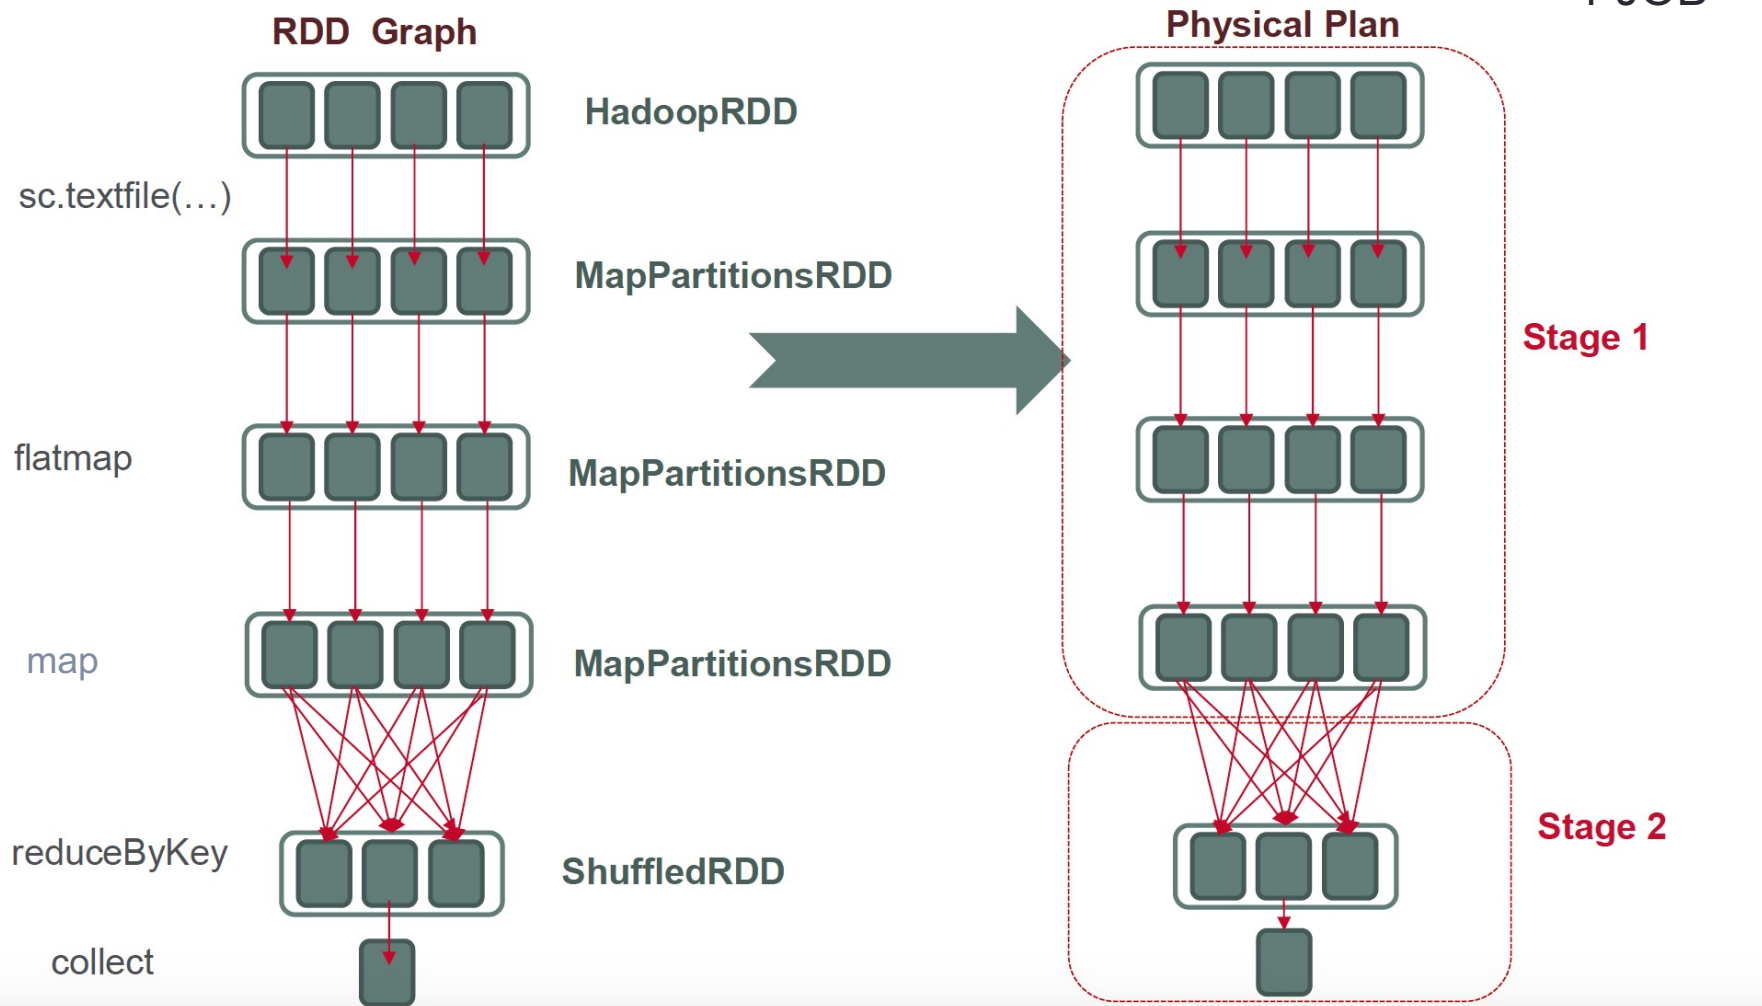 RDD Graph
Physical Plan
HadoopRDD
sc.textfile(…)
MapPartitionsRDD
Stage 1
flatmap
MapPartitionsRDD
map
MapPartitionsRDD
Stage 2
reduceByKey
ShuffledRDD
collect